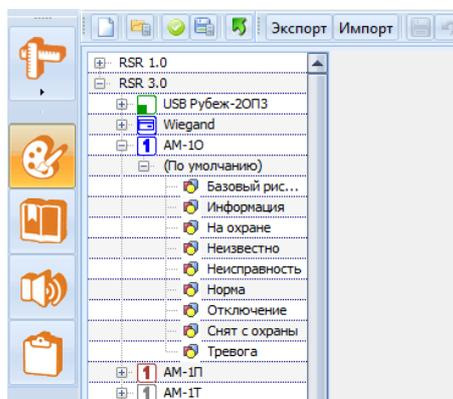 Экспорт Импорт
RSR 1.0
RSR 3.0
USB Рубеж-2ОП3
Wiegand
1 АМ-1О
(По умолчанию)
Базовый рис...
Информация
На охране
Неизвестно
Неисправность
Норма
Отключение
Снят с охраны
Тревога
1 АМ-1П
1 АМ-1Т